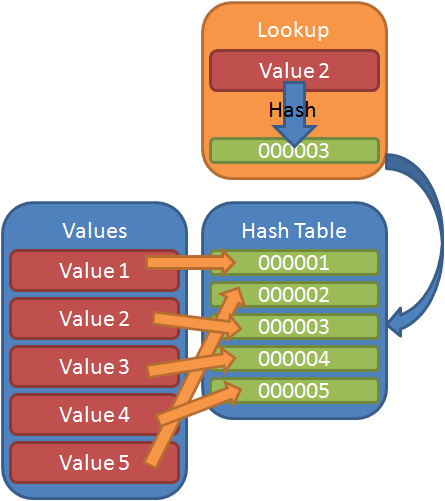 Lookup
Value 2
Hash
000003
Values
Value 1
Value 2
Value 3
Value 4
Value 5
Hash Table
000001
000002
000003
000004
000005